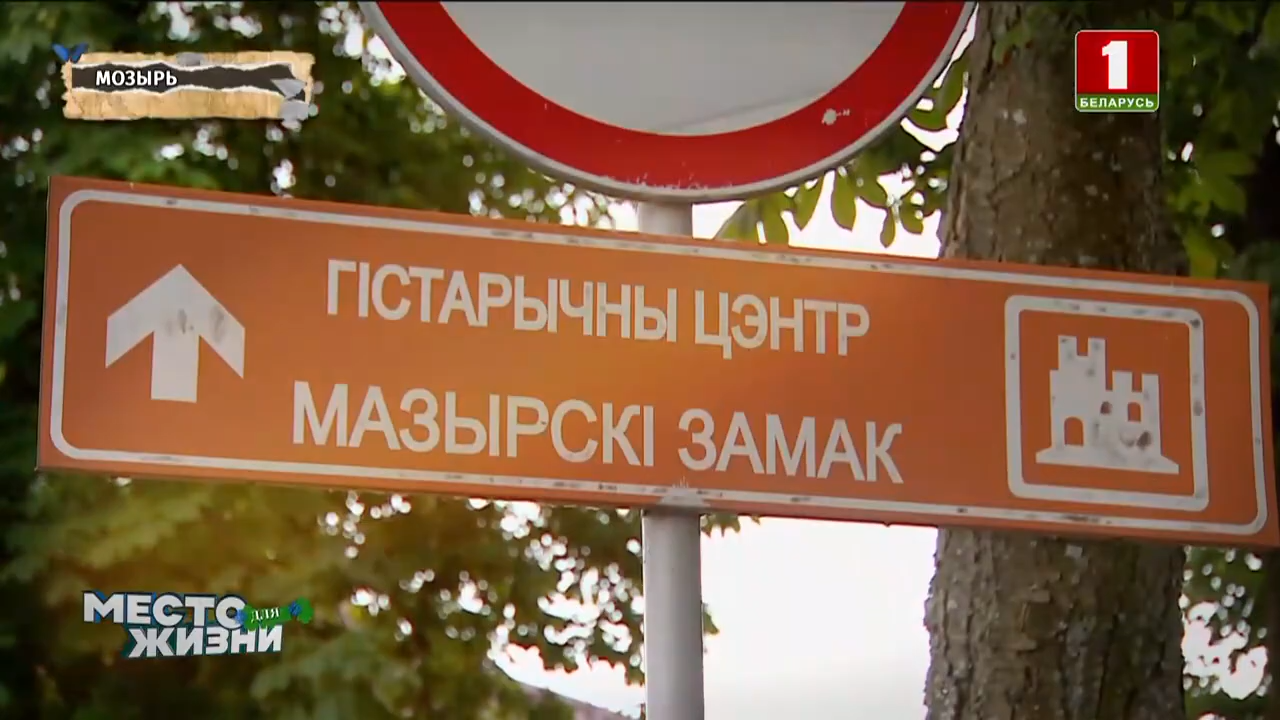 МОЗЫРЬ
1
БЕЛАРУСЬ
ГІСТАРЫЧНЫ ЦЭНТР
МАЗЫРСКІ ЗАМАК
МЕСТО
ДЛЯ
ЖИЗНИ